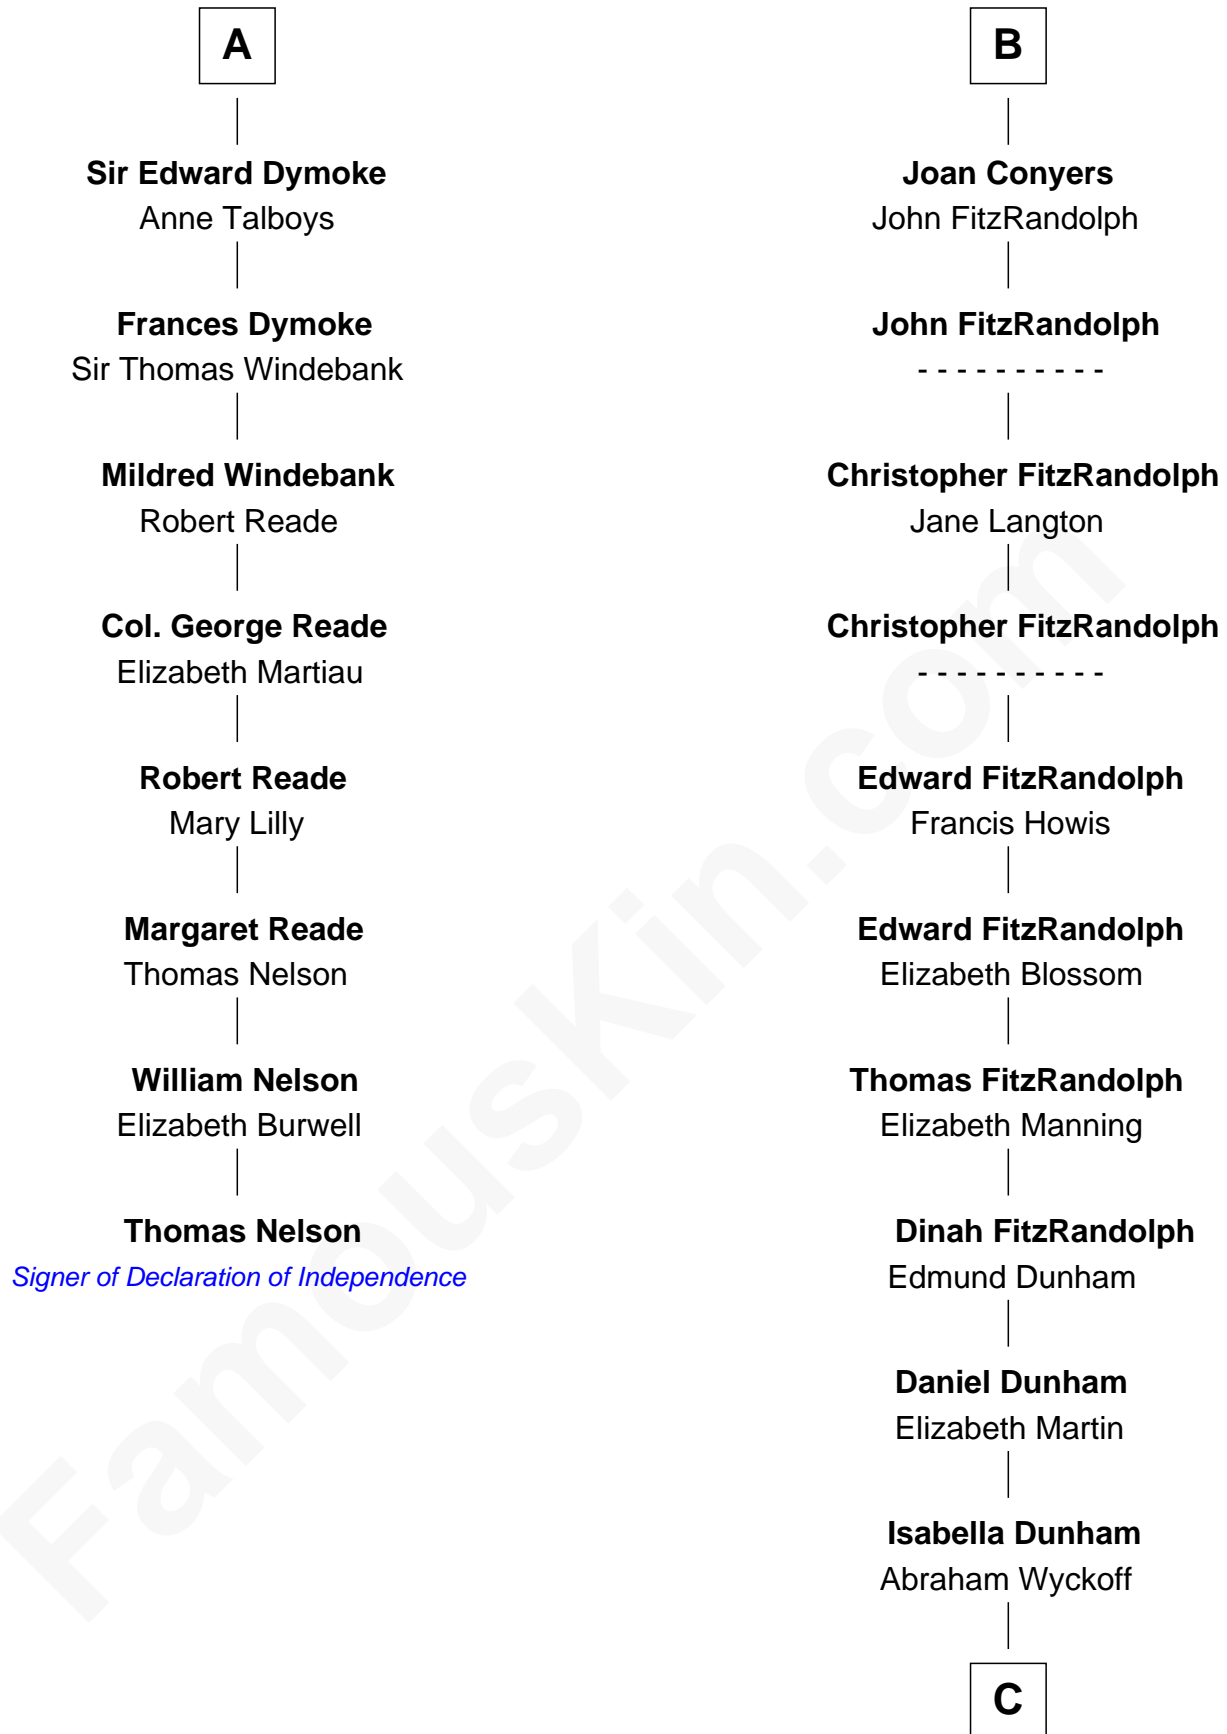 A
Sir Edward Dymoke
Anne Talboys
Frances Dymoke
Sir Thomas Windebank
Mildred Windebank
Robert Reade
Col. George Reade
Elizabeth Martiau
Robert Reade
Mary Lilly
Margaret Reade
Thomas Nelson
William Nelson
Elizabeth Burwell
Thomas Nelson
Signer of Declaration of Independence
B
Joan Conyers
John FitzRandolph
John FitzRandolph
- - - - - - - - - -
Christopher FitzRandolph
Jane Langton
Christopher FitzRandolph
- - - - - - - - - -
Edward FitzRandolph
Francis Howis
Edward FitzRandolph
Elizabeth Blossom
Thomas FitzRandolph
Elizabeth Manning
Dinah FitzRandolph
Edmund Dunham
Daniel Dunham
Elizabeth Martin
Isabella Dunham
Abraham Wyckoff
C
FamousKin.com